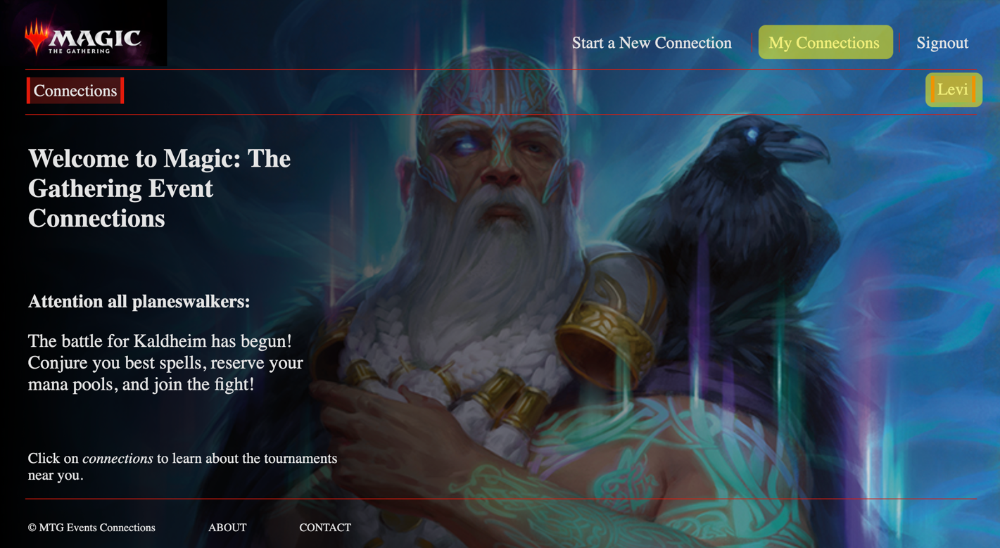 MAGIC
THE GATHERING
Start a New Connection
My Connections
Signout
Connections
Levi
Welcome to Magic: The
Gathering Event
Connections
Attention all planeswalkers:
The battle for Kaldheim has begun!
Conjure you best spells, reserve your
mana pools, and join the fight!
Click on connections to learn about the tournaments
near you.
© MTG Events Connections
ABOUT
CONTACT